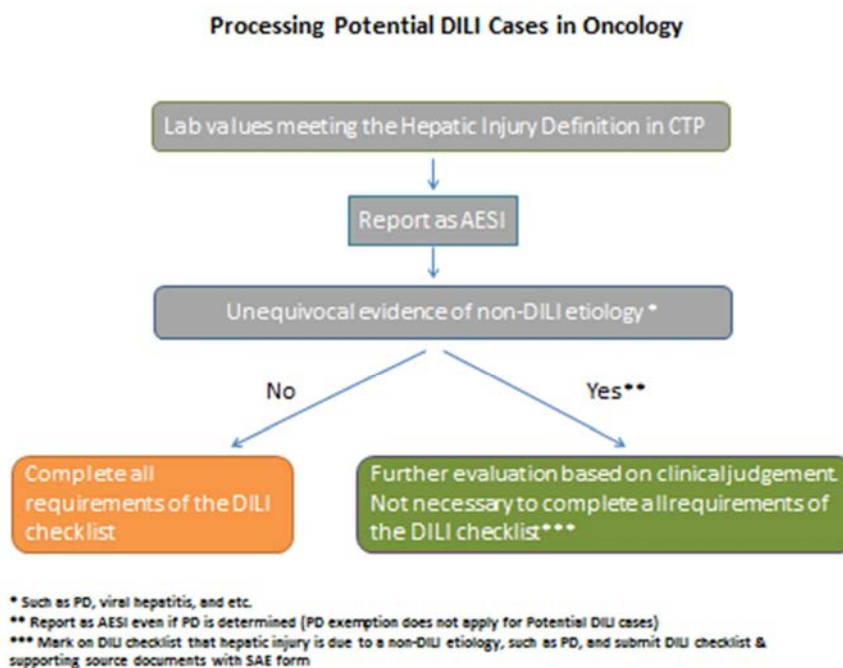 Processing Potential DILI Cases in Oncology
Lab values meeting the Hepatic Injury Definition in CTP
Report as AESI
Unequivocal evidence of non-DILI etiology *
No
Yes**
Complete all
requirements of the DILI
checklist
Further evaluation based on clinical judgement.
Not necessary to complete all requirements of
the DILI checklist***
* Such as PD, viral hepatitis, and etc.
** Report as AESI even if PD is determined (PD exemption does not apply for Potential DILI cases)
*** Mark on DILI checklist that hepatic injury is due to a non-DILI etiology, such as PD, and submit DILI checklist &
supporting source documents with SAE form